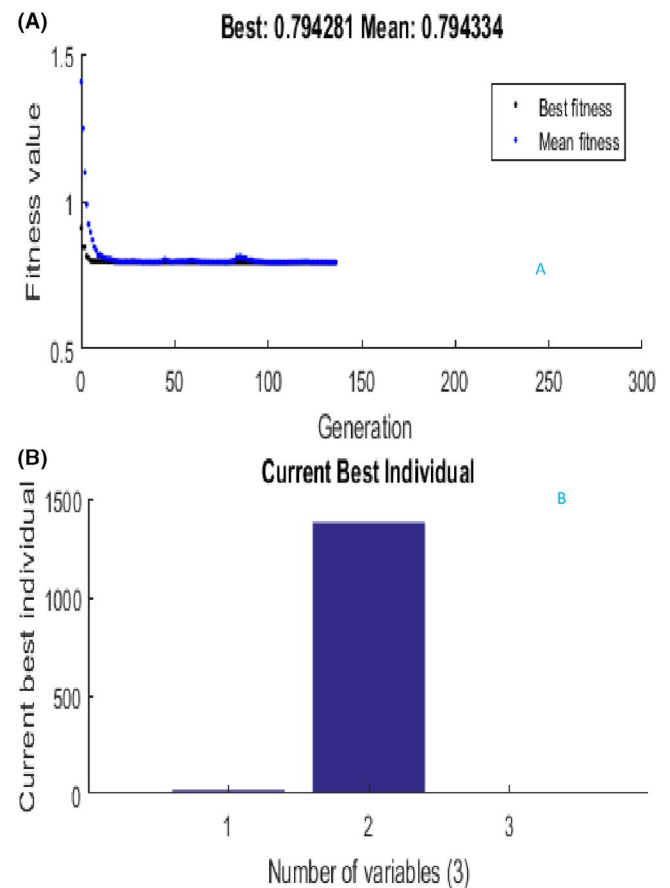 (A)
Best: 0.794281 Mean: 0.794334
1.5
1
0.5
Fitness value
Best fitness
Mean fitness
A
0 50 100 150 200 250 300
Generation
(B)
Current Best Individual
1500
1000
500
0
Current best individual
B
1 2 3
Number of variables (3)